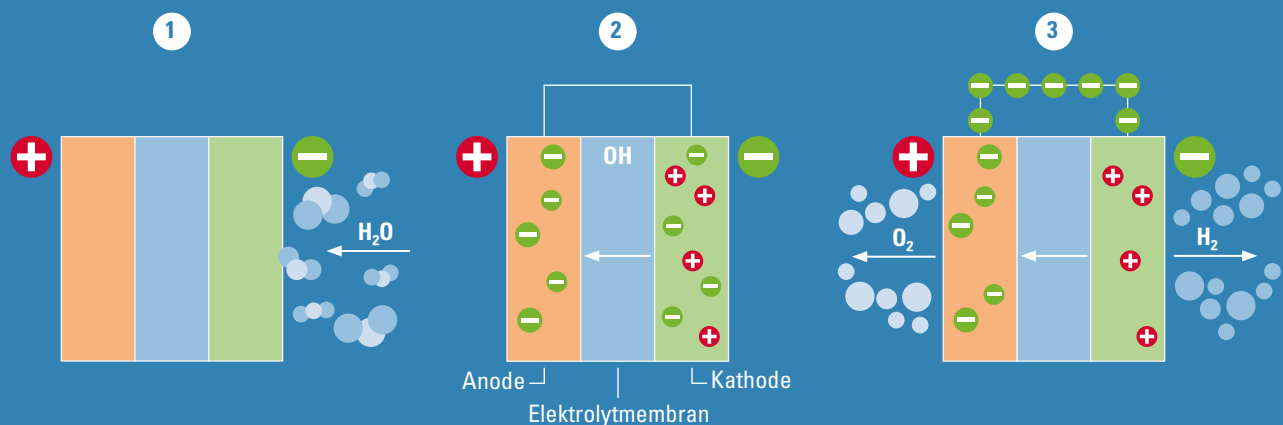 1
2
3
H₂O
OH
O₂
H₂
Anode
Kathode
Elektrolytmembran